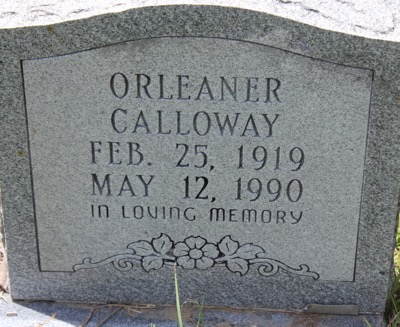 ORLEANER
CALLOWAY
FEB. 25, 1919
MAY 12, 1990
IN LOVING MEMORY